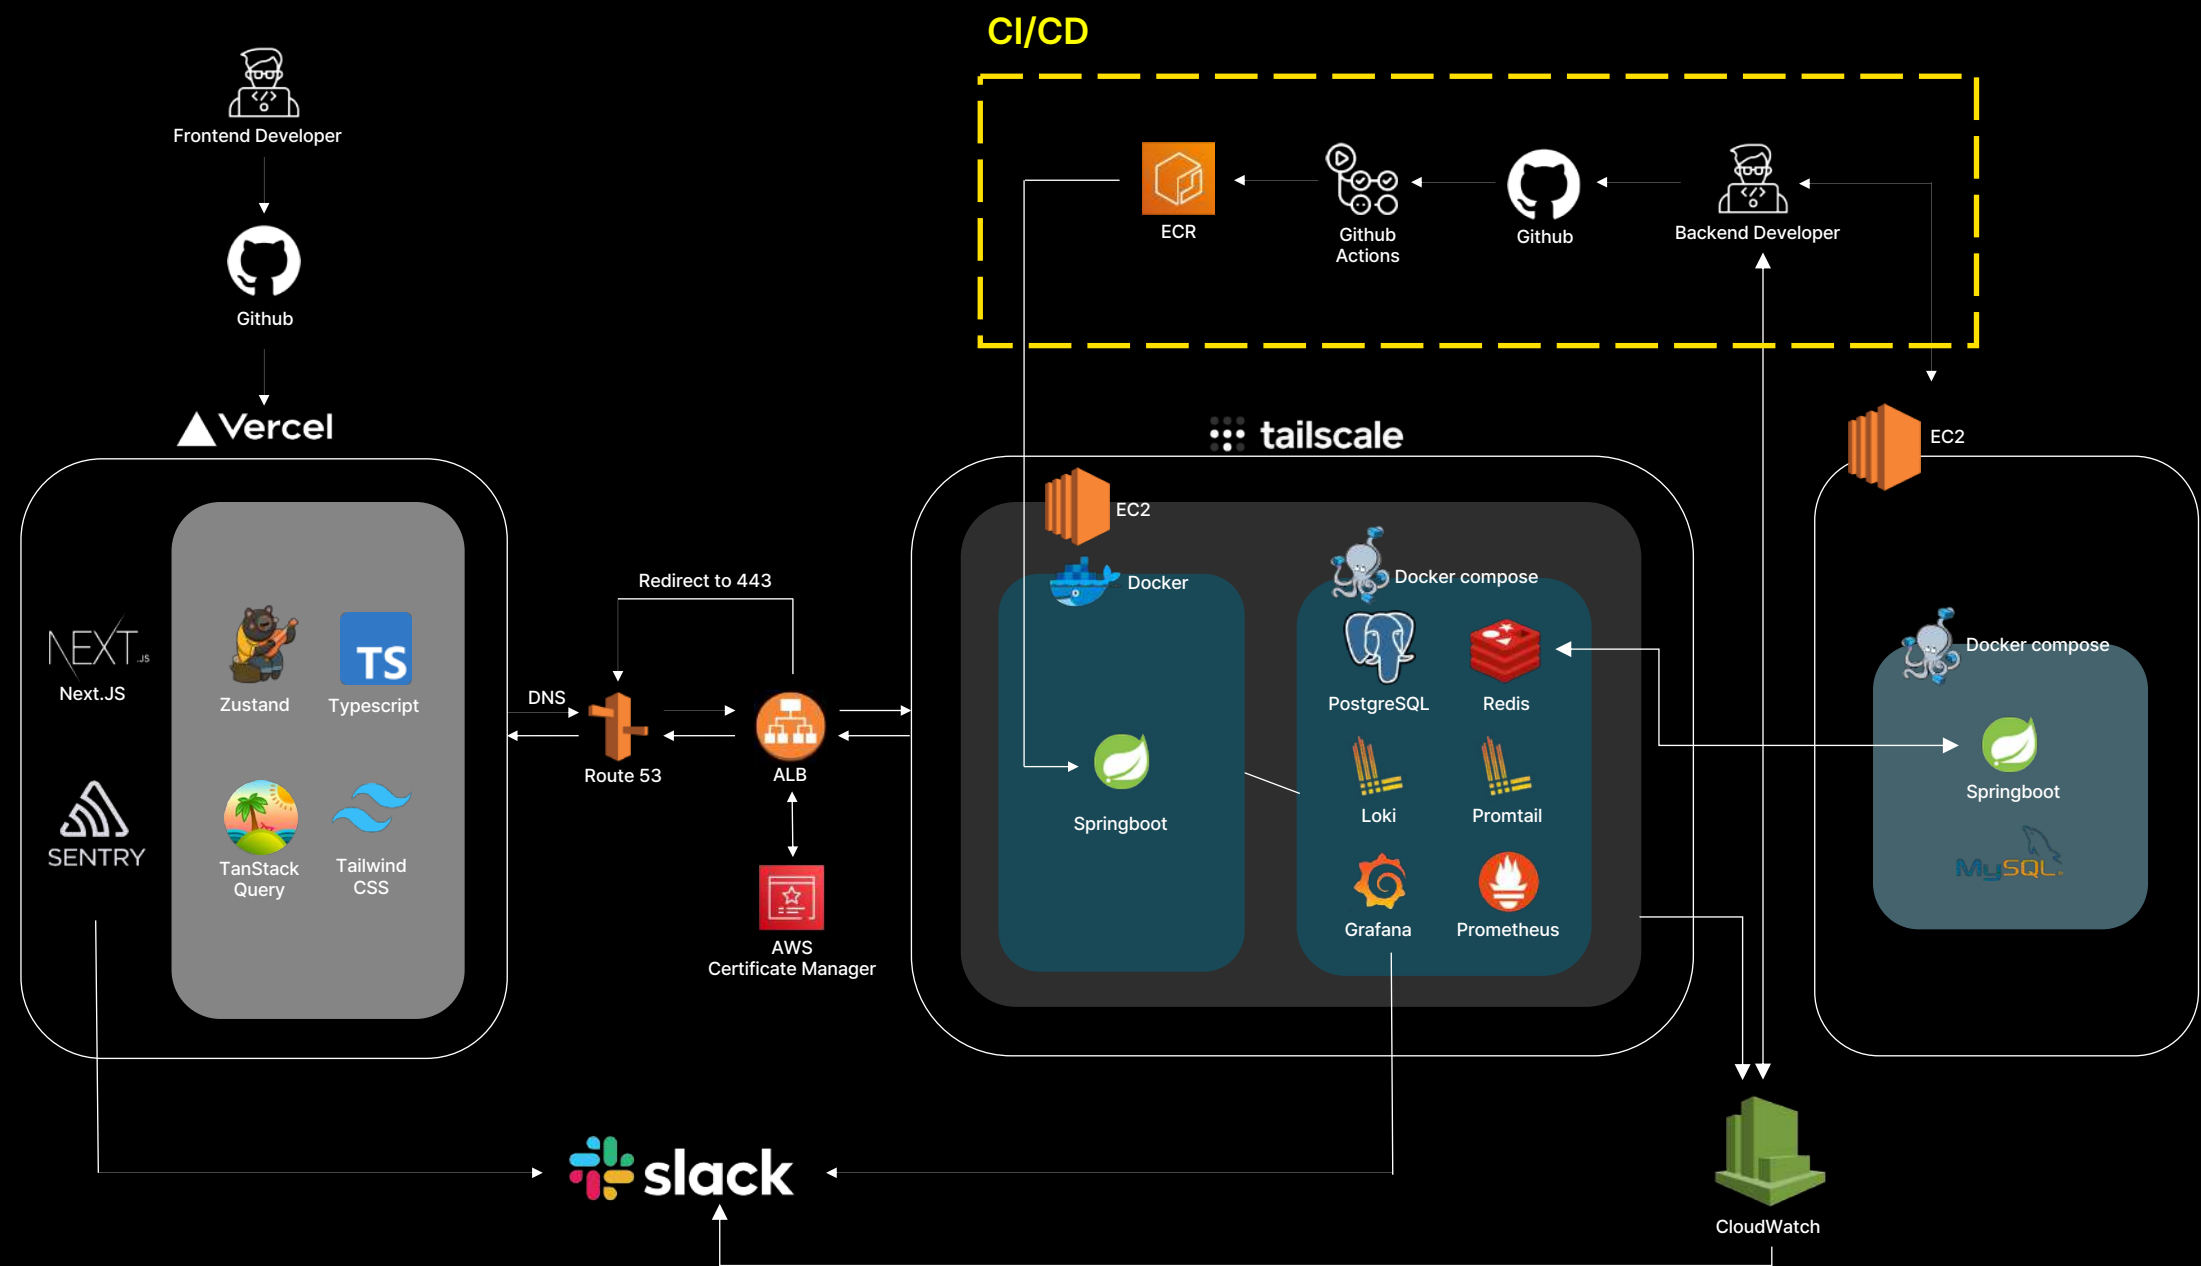 CI/CD
Frontend Developer
Github
Vercel
ECR
Github
Actions
Github
Backend Developer
tailscale
EC2
EC2
Docker
Docker compose
Redirect to 443
NEXT.JS
Next.JS
Zustand
TS
Typescript
SENTRY
TanStack
Query
Tailwind
CSS
DNS
Route 53
ALB
AWS
Certificate Manager
Springboot
PostgreSQL
Redis
Loki
Promtail
Grafana
Prometheus
Docker compose
Springboot
MySQL
slack
CloudWatch